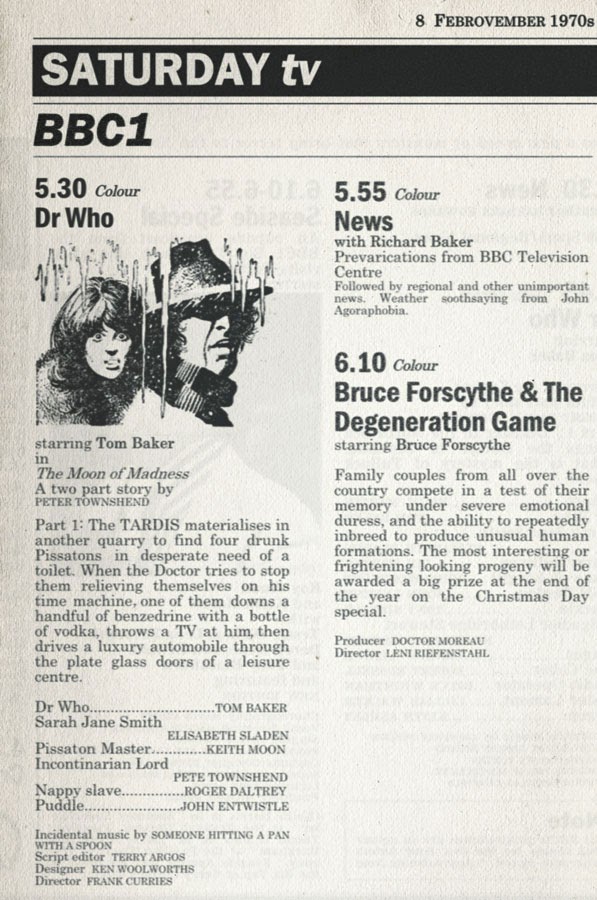 8 FEBROVEMBER 1970s
SATURDAY tv
BBC1
5.30 Colour
Dr Who
starring Tom Baker
in
The Moon of Madness
A two part story by
PETER TOWNSHEND
Part 1: The TARDIS materialises in
another quarry to find four drunk
Pissatons in desperate need of a
toilet. When the Doctor tries to stop
them relieving themselves on his
time machine, one of them downs a
handful of benzedrine with a bottle
of vodka, throws a TV at him, then
drives a luxury automobile through
the plate glass doors of a leisure
centre.
Dr Who..............................TOM BAKER
Sarah Jane Smith
ELISABETH SLADEN
Pissaton Master.............KEITH MOON
Incontinarian Lord
PETE TOWNSHEND
Nappy slave...............ROGER DALTREY
Puddle.......................JOHN ENTWISTLE
Incidental music by SOMEONE HITTING A PAN
WITH A SPOON
Script editor TERRY ARGOS
Designer KEN WOOLWORTHS
Director FRANK CURRIES
5.55 Colour
News
with Richard Baker
Prevarications from BBC Television
Centre
Followed by regional and other unimportant
news. Weather soothsaying from John
Agoraphobia.
6.10 Colour
Bruce Forscythe & The
Degeneration Game
starring Bruce Forscythe
Family couples from all over the
country compete in a test of their
memory under severe emotional
duress, and the ability to repeatedly
inbreed to produce unusual human
formations. The most interesting or
frightening looking progeny will be
awarded a big prize at the end of
the year on the Christmas Day
special.
Producer DOCTOR MOREAU
Director LENI RIEFENSTAHL